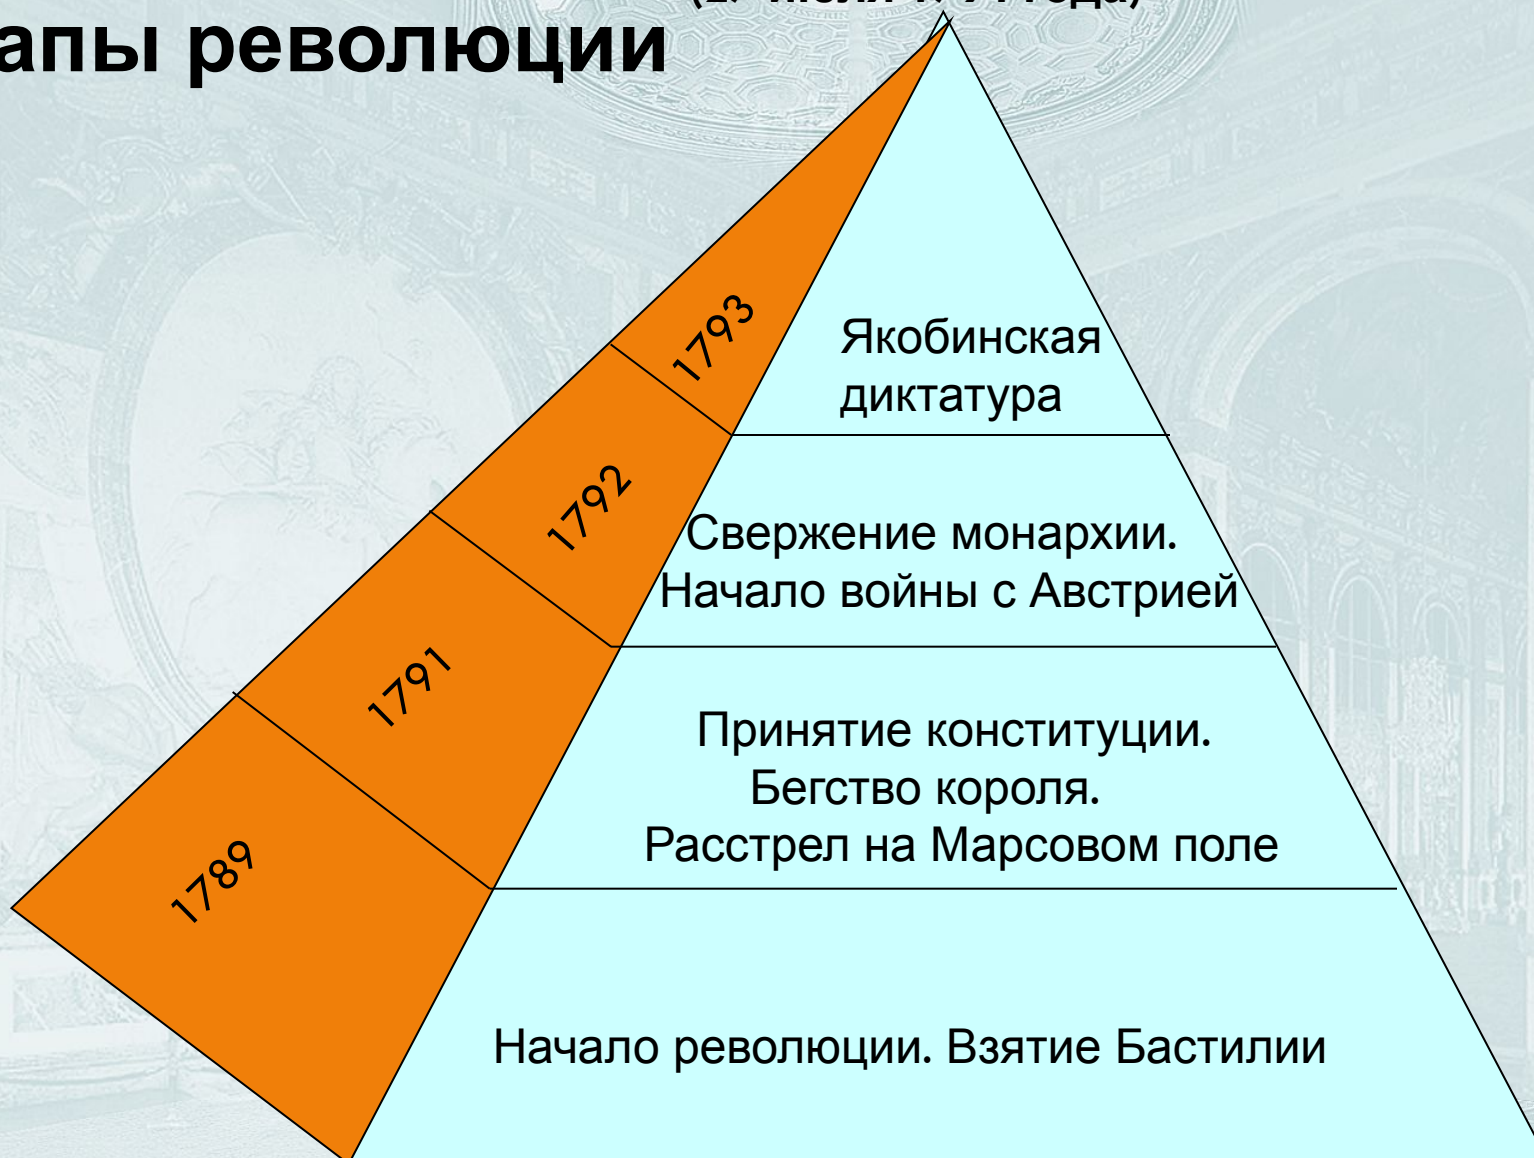 апы революции
1793
Якобинская
диктатура
1792
Свержение монархии.
Начало войны с Австрией
1791
Принятие конституции.
Бегство короля.
Расстрел на Марсовом поле
1789
Начало революции. Взятие Бастилии